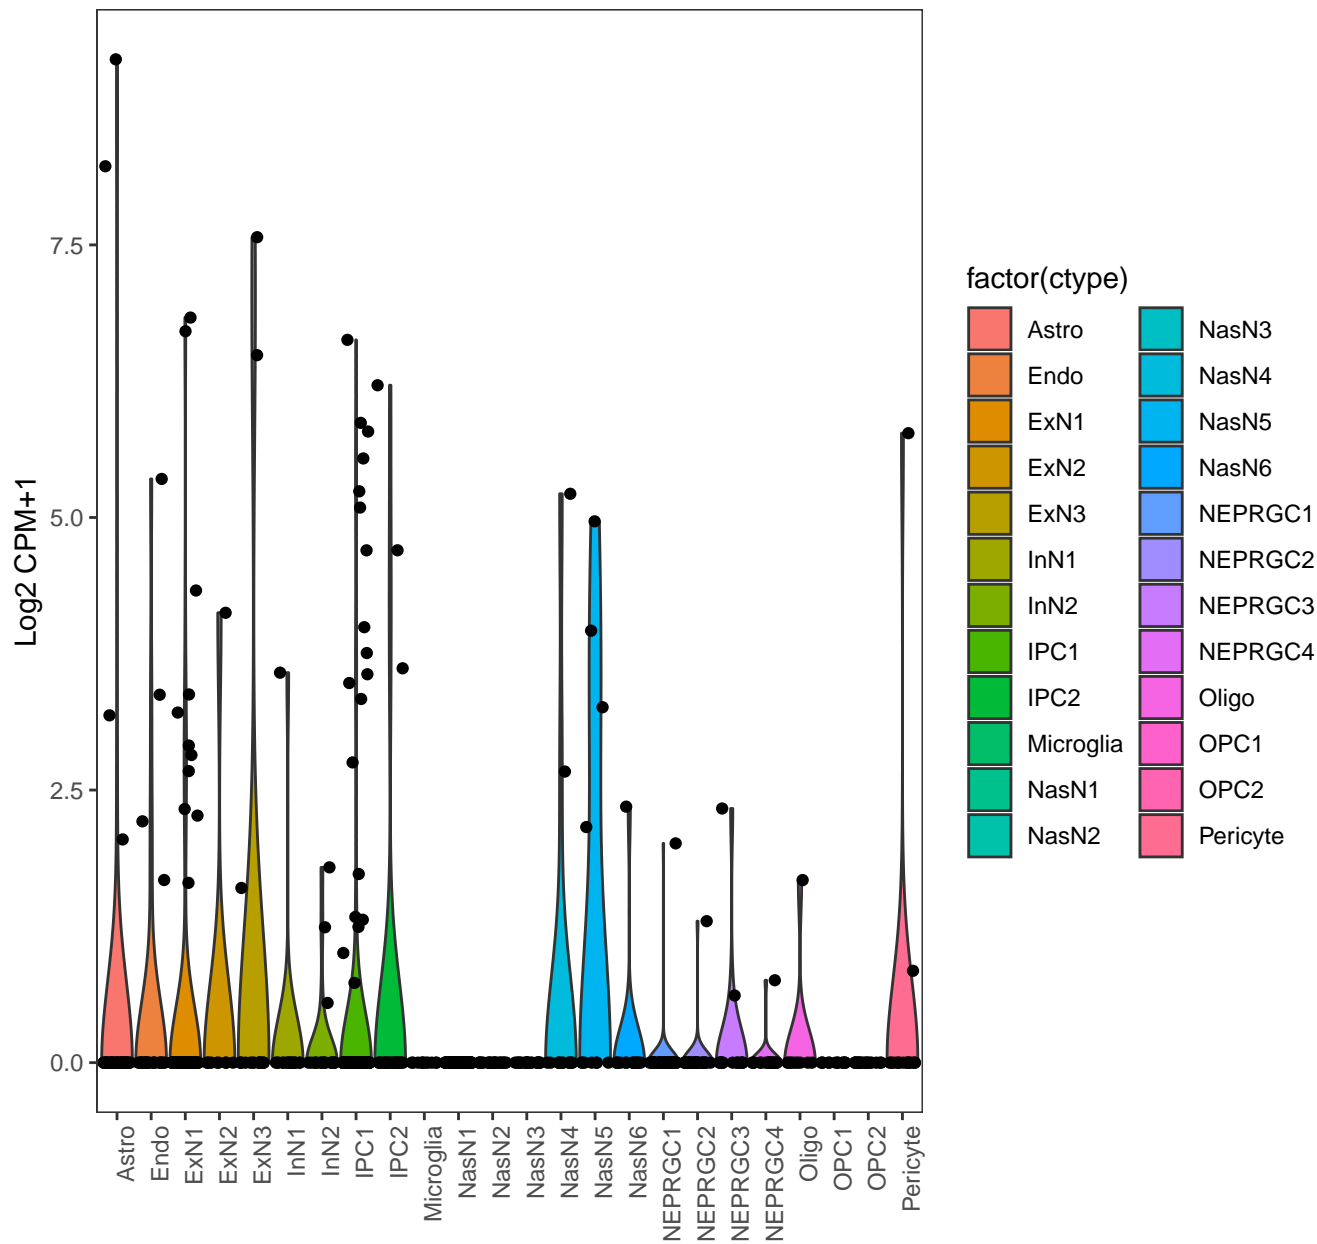 Log2 CPM+1
7.5
5.0
2.5
0.0
Astro
Endo
ExN1
ExN2
ExN3
InN1
InN2
IPC1
IPC2
Microglia
NasN1
NasN2
NasN3
NasN4
NasN5
NasN6
NEPRGC1
NEPRGC2
NEPRGC3
NEPRGC4
Oligo
OPC1
OPC2
Pericyte
factor(ctype)
Astro
Endo
ExN1
ExN2
ExN3
InN1
InN2
IPC1
IPC2
Microglia
NasN1
NasN2
NasN3
NasN4
NasN5
NasN6
NEPRGC1
NEPRGC2
NEPRGC3
NEPRGC4
Oligo
OPC1
OPC2
Pericyte